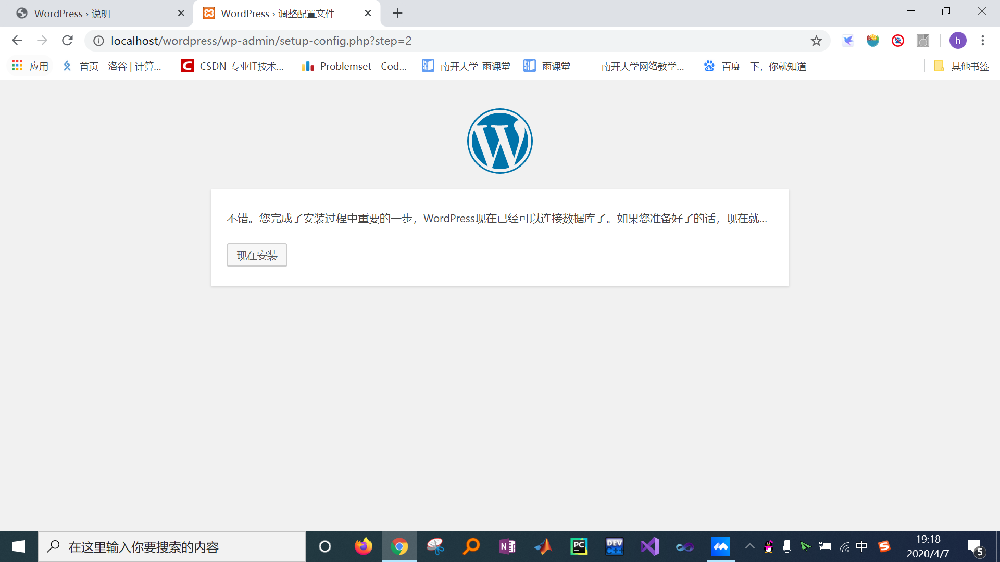 WordPress › 说明
WordPress › 调整配置文件
localhost/wordpress/wp-admin/setup-config.php?step=2
h
应用
首页 - 洛谷 | 计算...
CSDN-专业IT技术...
Problemset - Cod...
南开大学-雨课堂
雨课堂
南开大学网络教学...
百度一下，你就知道
其他书签
不错。您完成了安装过程中重要的一步，WordPress现在已经可以连接数据库了。如果您准备好了的话，现在就...
现在安装
在这里输入你要搜索的内容
N
PC
DEV
C++
中
19:18
2020/4/7
5